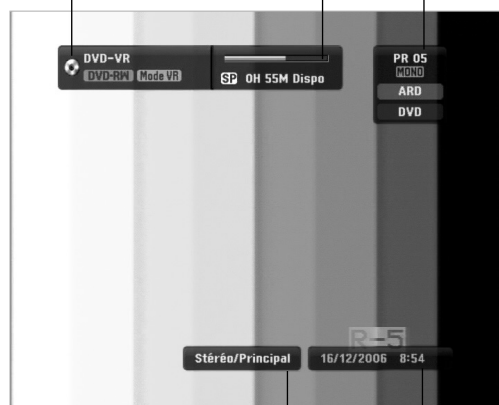 DVD-VR
DVD-RW Mode VR
SP 0H 55M Dispo
PR 05
MONO
ARD
DVD
R-5
Stéréo/Principal
16/12/2006 8:54